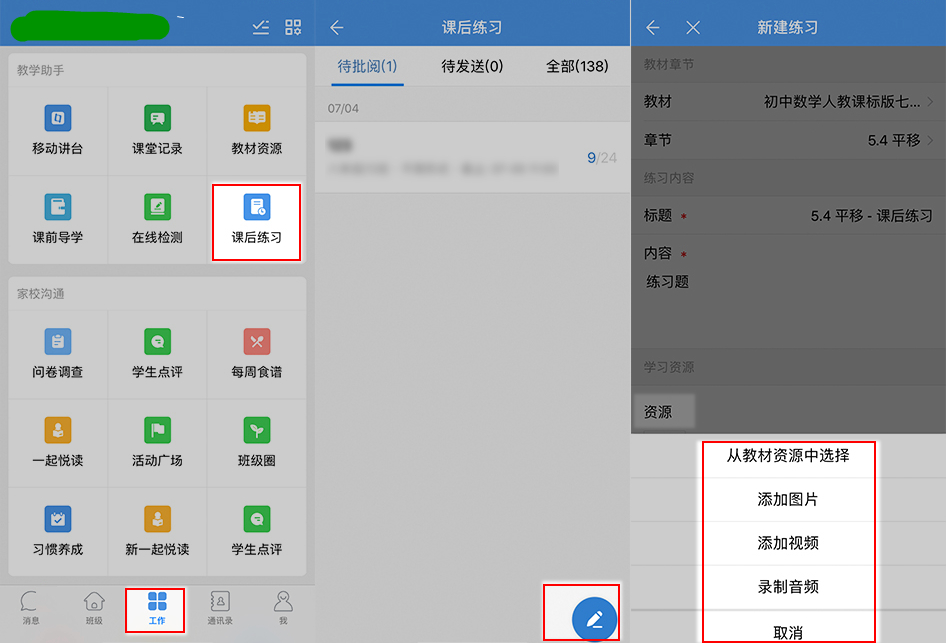 教学助手
移动讲台
课堂记录
教材资源
课前导学
在线检测
课后练习
家校沟通
问卷调查
学生点评
每周食谱
一起悦读
活动广场
班级圈
习惯养成
新一起悦读
学生点评
消息
班级
工作
通讯录
我
课后练习
待批阅(1)
待发送(0)
全部(138)
07/04
9/24
新建练习
教材章节
教材
初中数学人教课标版七...
章节
5.4 平移
练习内容
标题 *
5.4 平移 - 课后练习
内容 *
练习题
学习资源
资源
从教材资源中选择
添加图片
添加视频
录制音频
取消